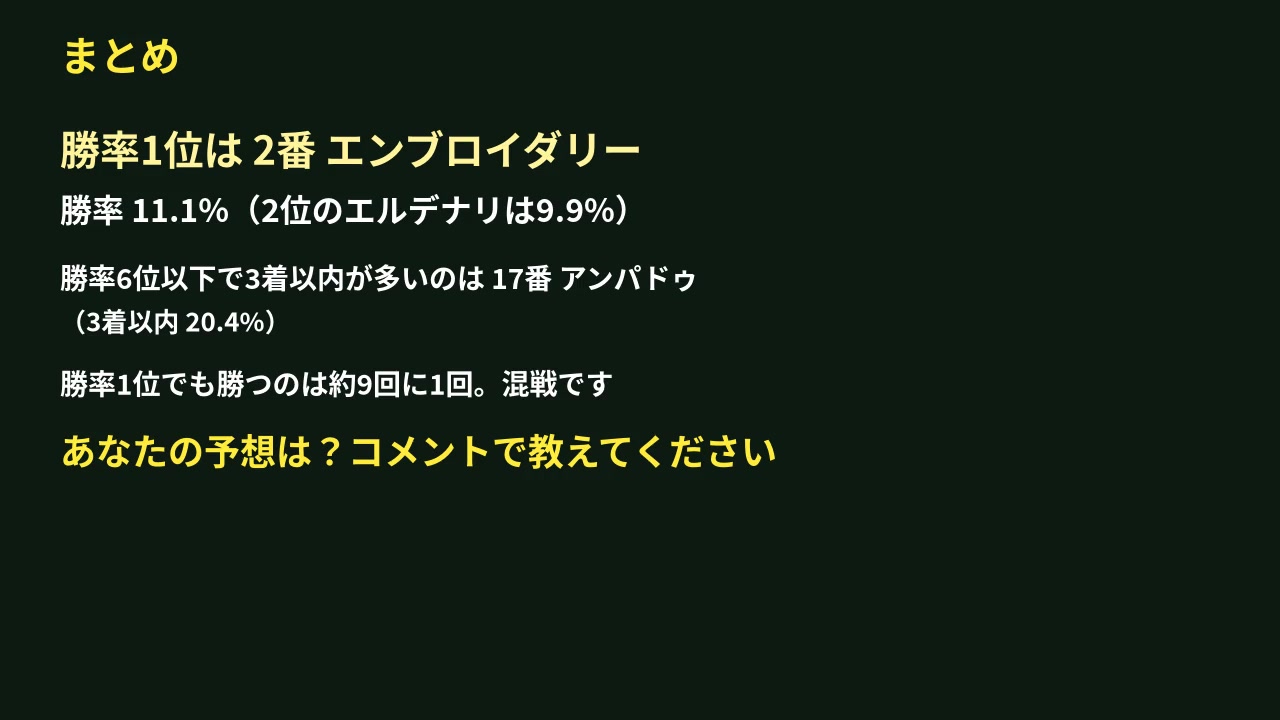 まとめ
勝率1位は 2番 エンブロイダリー
勝率 11.1%（2位のエルデナリは9.9%）
勝率6位以下で3着以内が多いのは 17番 アンパドゥ
（3着以内 20.4%）
勝率1位でも勝つのは約9回に1回。混戦です
あなたの予想は？コメントで教えてください